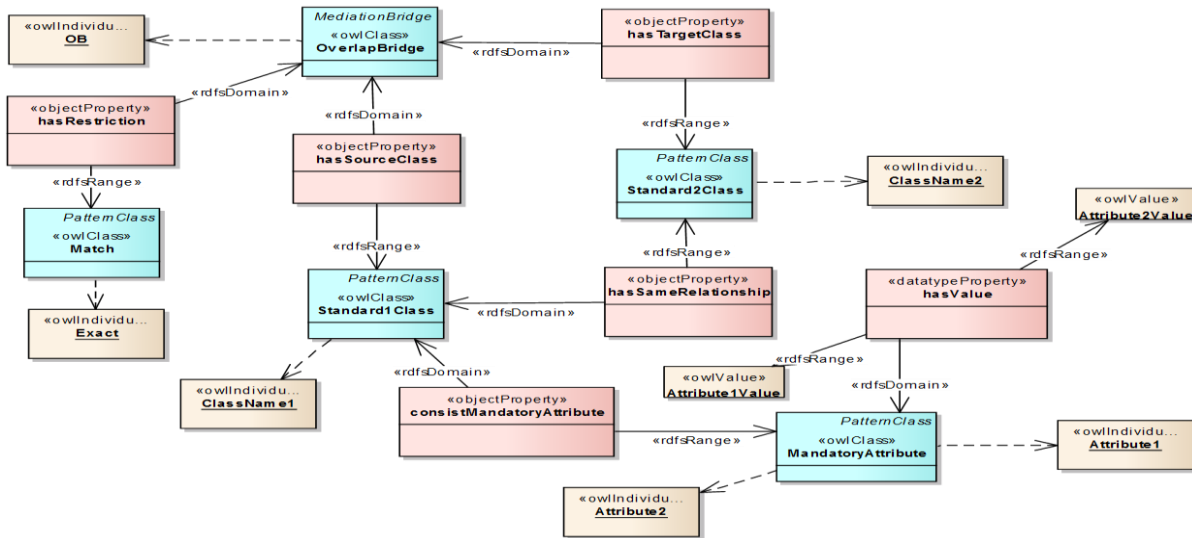 MediationBridge
«owlClass»
OverlapBridge
«owlIndividu...
OB
«objectProperty»
hasTargetClass
«rdfsDomain»
«rdfsDomain»
«objectProperty»
hasRestriction
«rdfsDomain»
«objectProperty»
hasSourceClass
«rdfsRange»
PatternClass
«owlClass»
Standard2Class
«owlIndividu...
ClassName2
«rdfsRange»
PatternClass
«owlClass»
Match
«owlValue»
Attribute2Value
«rdfsRange»
«rdfsRange»
PatternClass
«owlClass»
Standard1Class
«rdfsRange»
«objectProperty»
hasSameRelationship
«rdfsDomain»
«datatypeProperty»
hasValue
«rdfsRange»
«owlIndividu...
Exact
«rdfsRange»
«rdfsDomain»
«owlIndividu...
ClassName1
«rdfsDomain»
«objectProperty»
consistMandatoryAttribute
«owlValue»
Attribute1Value
«rdfsRange»
PatternClass
«owlClass»
MandatoryAttribute
«owlIndividu...
Attribute1
«owlIndividu...
Attribute2